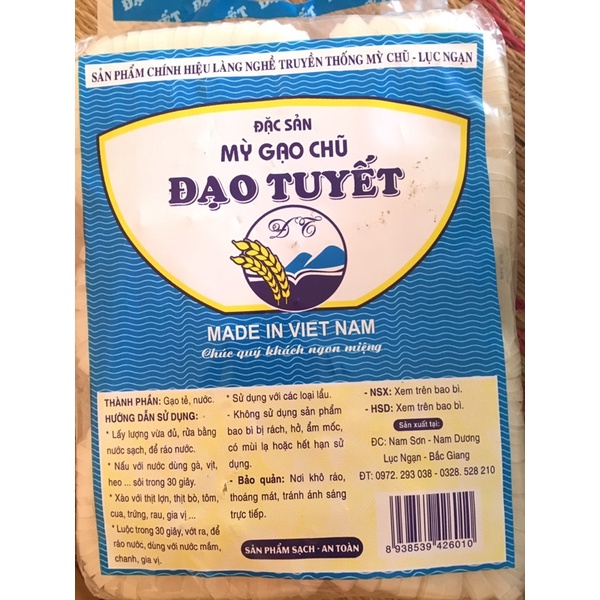 ĐẠO TUYẾT
SẢN PHẨM CHÍNH HIỆU LÀNG NGHỀ TRUYỀN THỐNG MỲ CHŨ - LỤC NGẠN
ĐẶC SẢN
MỲ GẠO CHŨ
ĐẠO TUYẾT
ĐT
MADE IN VIET NAM
Chúc quý khách ngon miệng
THÀNH PHẦN: Gạo tẻ, nước.
HƯỚNG DẪN SỬ DỤNG:
* Lấy lượng vừa đủ, rửa bằng
nước sạch, để ráo nước.
* Nấu với nước dùng gà, vịt,
heo ... sôi trong 30 giây.
* Xào với thịt lợn, thịt bò, tôm,
cua, trứng, rau, gia vị ...
* Luộc trong 30 giây, vớt ra, để
ráo nước, dùng với nước mắm,
chanh, gia vị.
* Sử dụng với các loại lẩu.
- Không sử dụng sản phẩm
bao bì bị rách, hở, ẩm mốc,
có mùi lạ hoặc hết hạn sử
dụng.
- Bảo quản: Nơi khô ráo,
thoáng mát, tránh ánh sáng
trực tiếp.
SẢN PHẨM SẠCH - AN TOÀN
- NSX: Xem trên bao bì.
- HSD: Xem trên bao bì.
Sản xuất tại:
ĐC: Nam Sơn - Nam Dương
Lục Ngạn - Bắc Giang
ĐT: 0972. 293 038 - 0328. 528 210
8 938539 426010